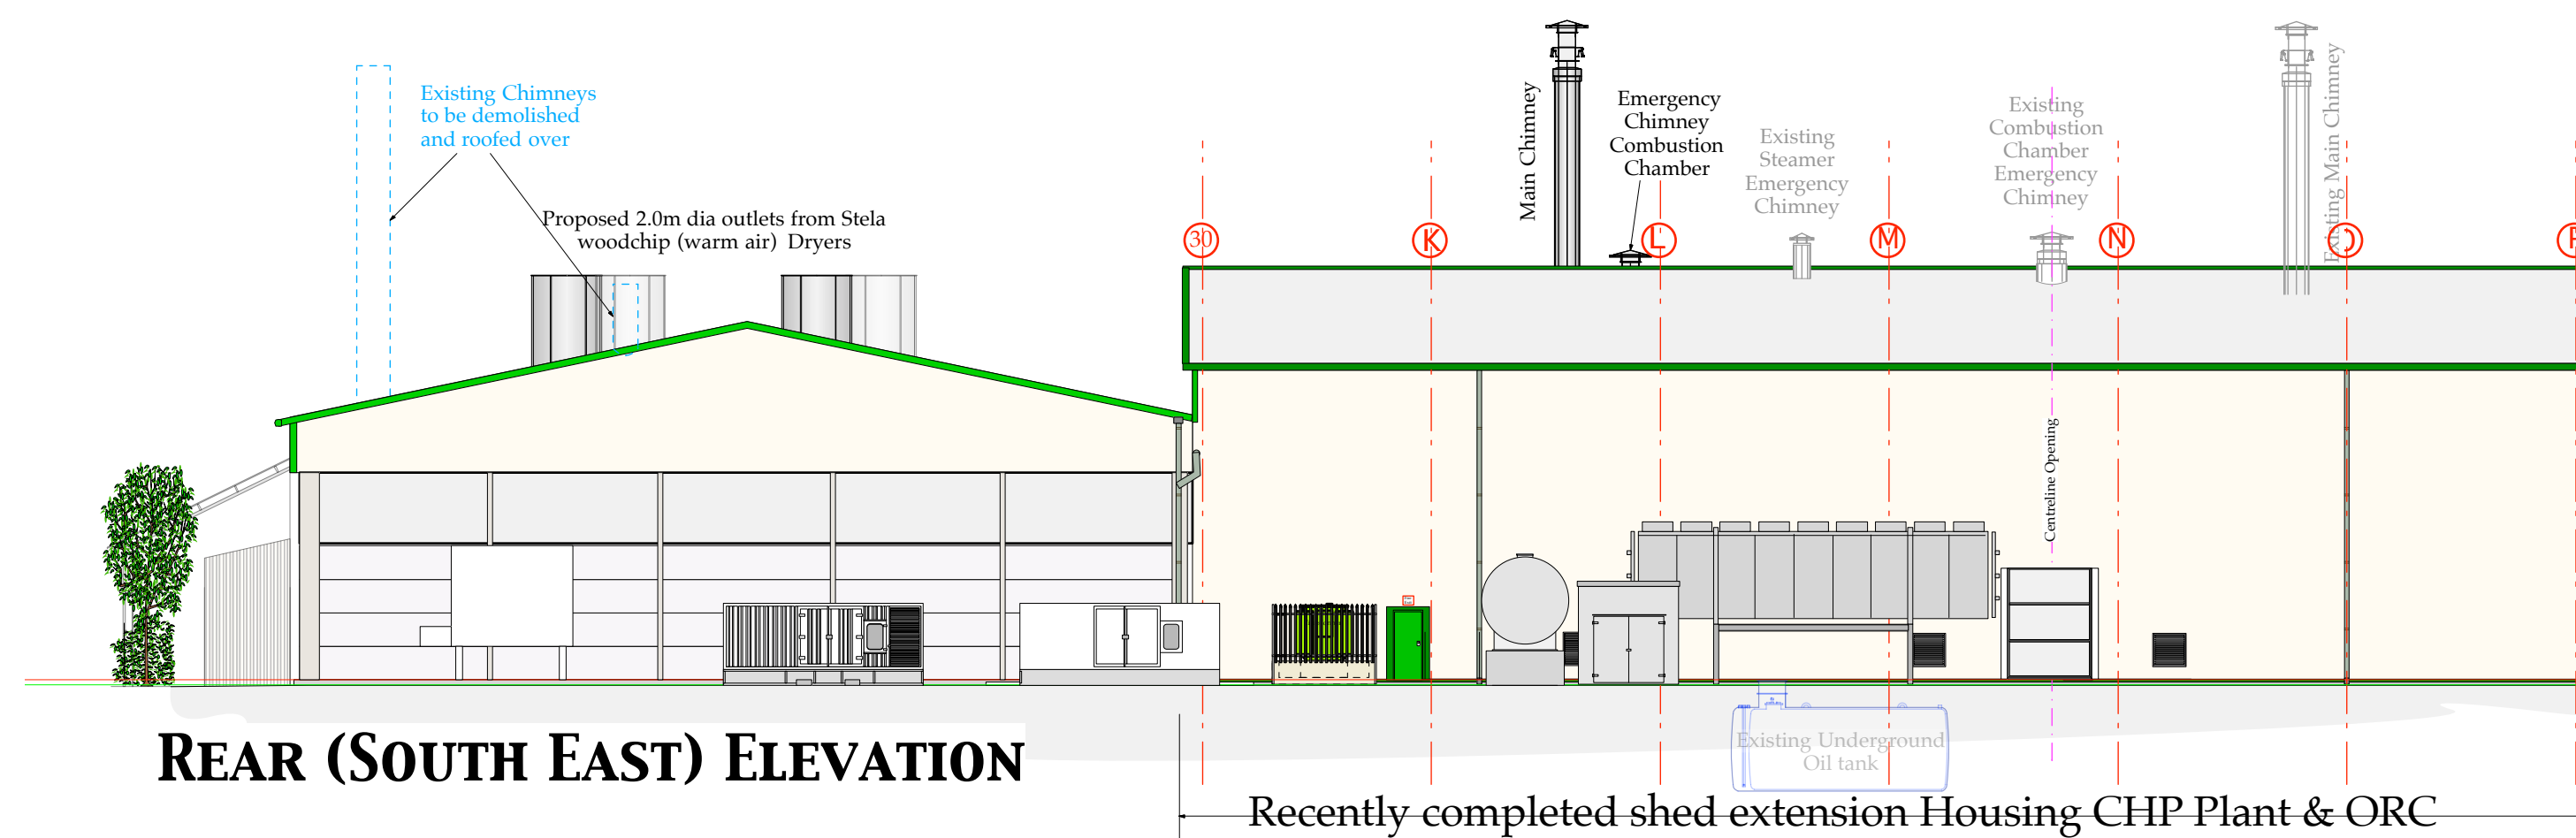 Existing Chimneys
to be demolished
and roofed over
Proposed 2.0m dia outlets from Stela
woodchip (warm air) Dryers
Main Chimney
Emergency
Chimney
Combustion
Chamber
Existing
Steamer
Emergency
Chimney
Existing
Combustion
Chamber
Emergency
Chimney
Existing Main Chimney
30
K
L
M
N
Centreline Opening
Existing Underground
Oil tank
REAR (SOUTH EAST) ELEVATION
Recently completed shed extension Housing CHP Plant & ORC